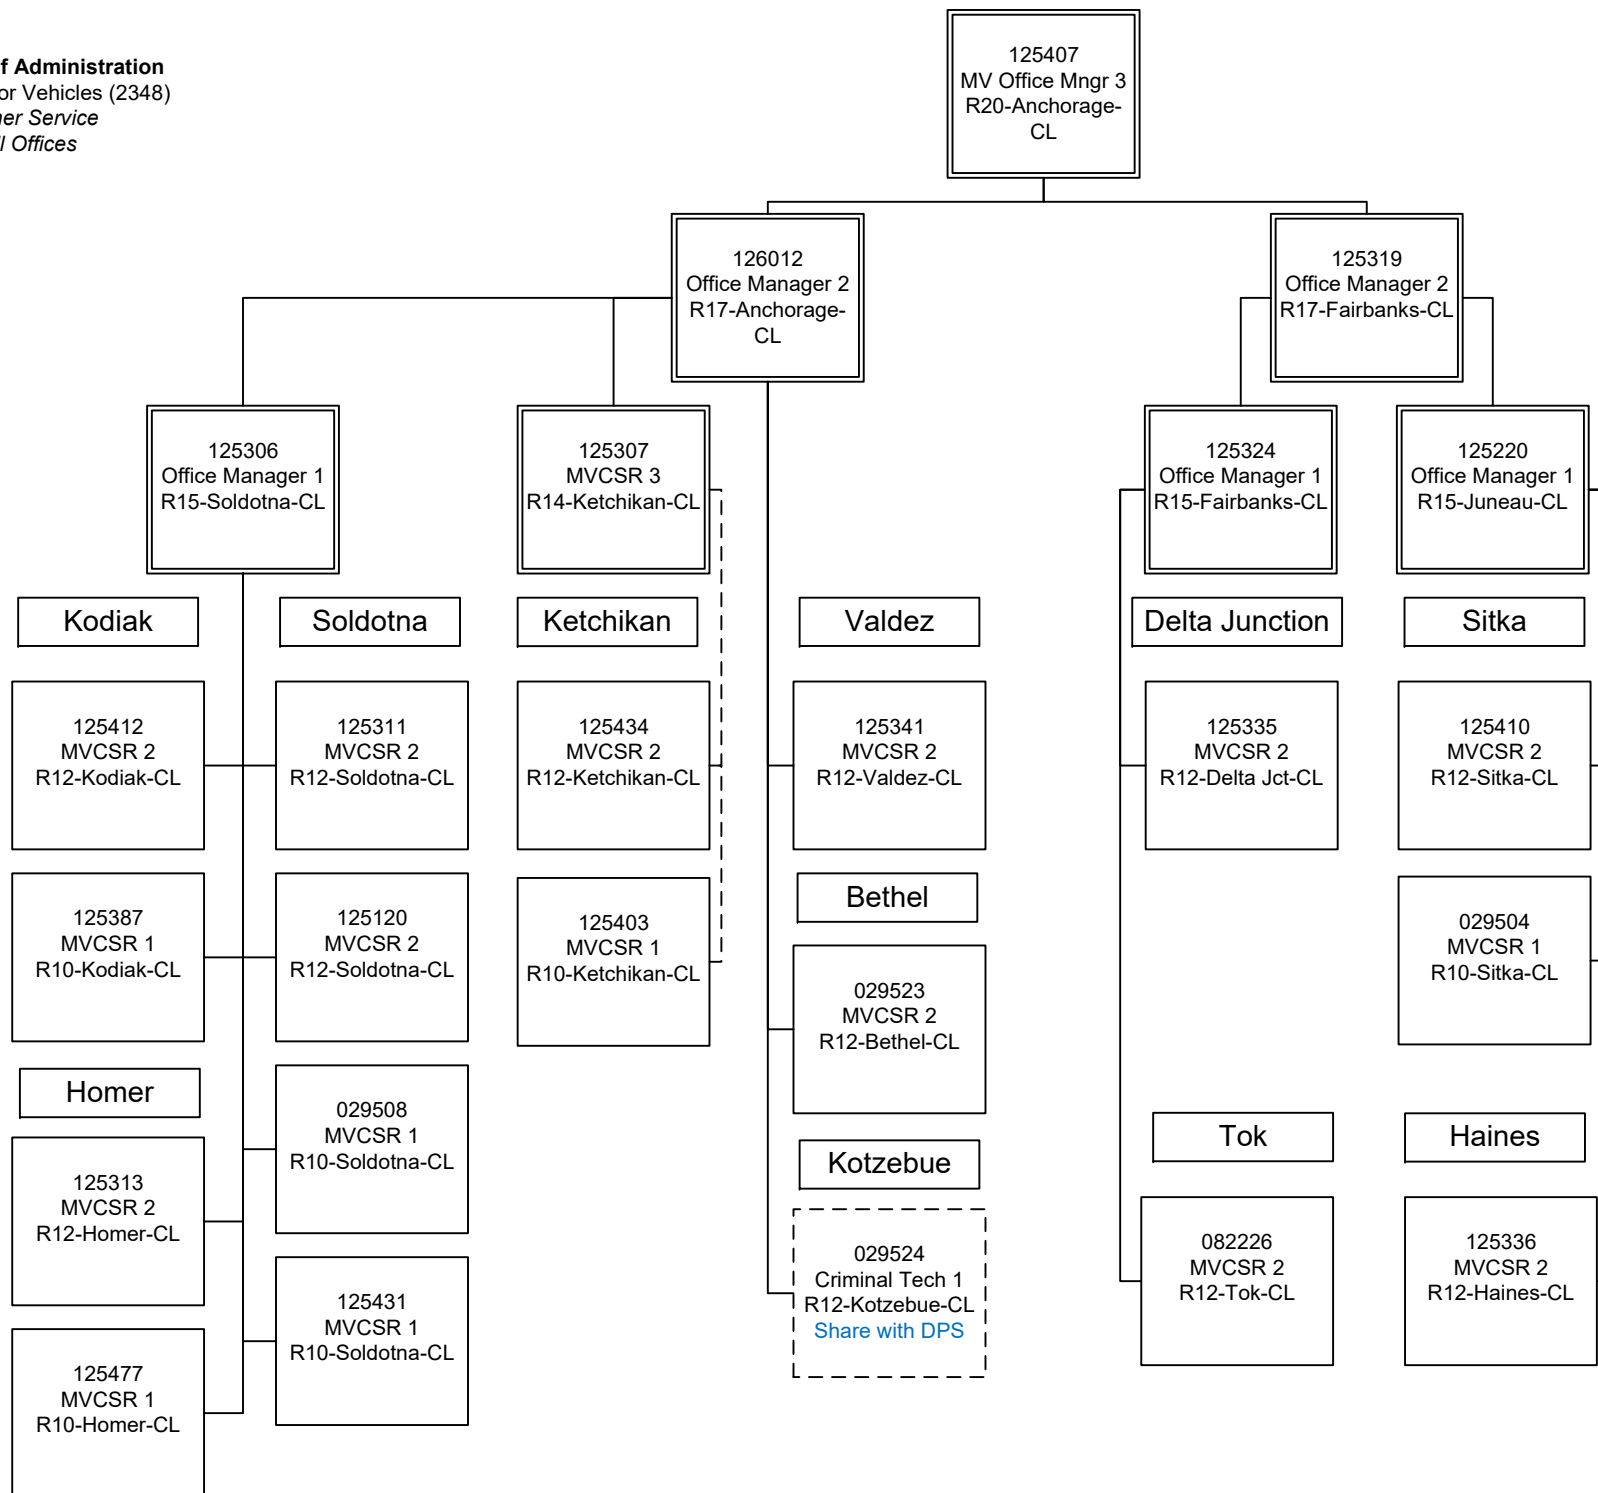 f Administration
or Vehicles (2348)
ner Service
ll Offices
125407
MV Office Mngr 3
R20-Anchorage-
CL
126012
Office Manager 2
R17-Anchorage-
CL
125319
Office Manager 2
R17-Fairbanks-CL
125306
Office Manager 1
R15-Soldotna-CL
125307
MVCSR 3
R14-Ketchikan-CL
125324
Office Manager 1
R15-Fairbanks-CL
125220
Office Manager 1
R15-Juneau-CL
Kodiak
Soldotna
Ketchikan
Valdez
Delta Junction
Sitka
125412
MVCSR 2
R12-Kodiak-CL
125311
MVCSR 2
R12-Soldotna-CL
125434
MVCSR 2
R12-Ketchikan-CL
125341
MVCSR 2
R12-Valdez-CL
125335
MVCSR 2
R12-Delta Jct-CL
125410
MVCSR 2
R12-Sitka-CL
125387
MVCSR 1
R10-Kodiak-CL
125120
MVCSR 2
R12-Soldotna-CL
125403
MVCSR 1
R10-Ketchikan-CL
Bethel
029523
MVCSR 2
R12-Bethel-CL
029504
MVCSR 1
R10-Sitka-CL
Homer
125313
MVCSR 2
R12-Homer-CL
029508
MVCSR 1
R10-Soldotna-CL
Kotzebue
029524
Criminal Tech 1
R12-Kotzebue-CL
Share with DPS
Tok
082226
MVCSR 2
R12-Tok-CL
Haines
125336
MVCSR 2
R12-Haines-CL
125477
MVCSR 1
R10-Homer-CL
125431
MVCSR 1
R10-Soldotna-CL